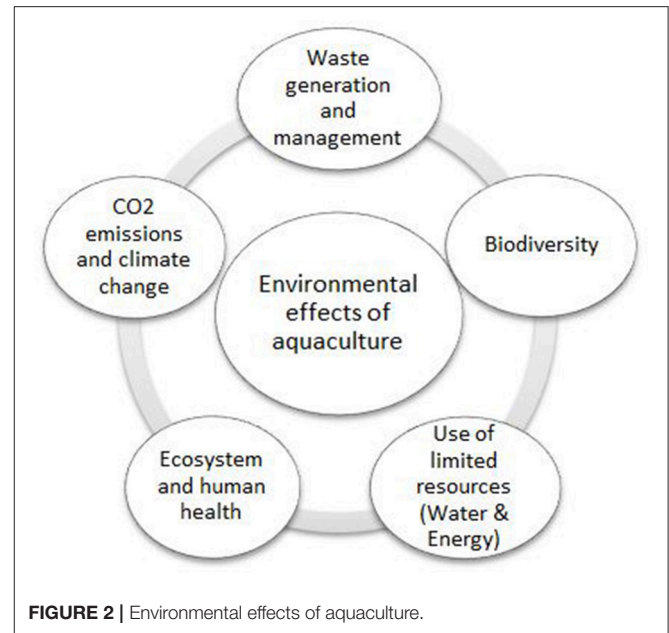 Waste
generation
and
management
CO2
emissions
and climate
change
Biodiversity
Environmental
effects of
aquaculture
Ecosystem
and human
health
Use of
limited
resources
(Water &
Energy)
FIGURE 2 | Environmental effects of aquaculture.